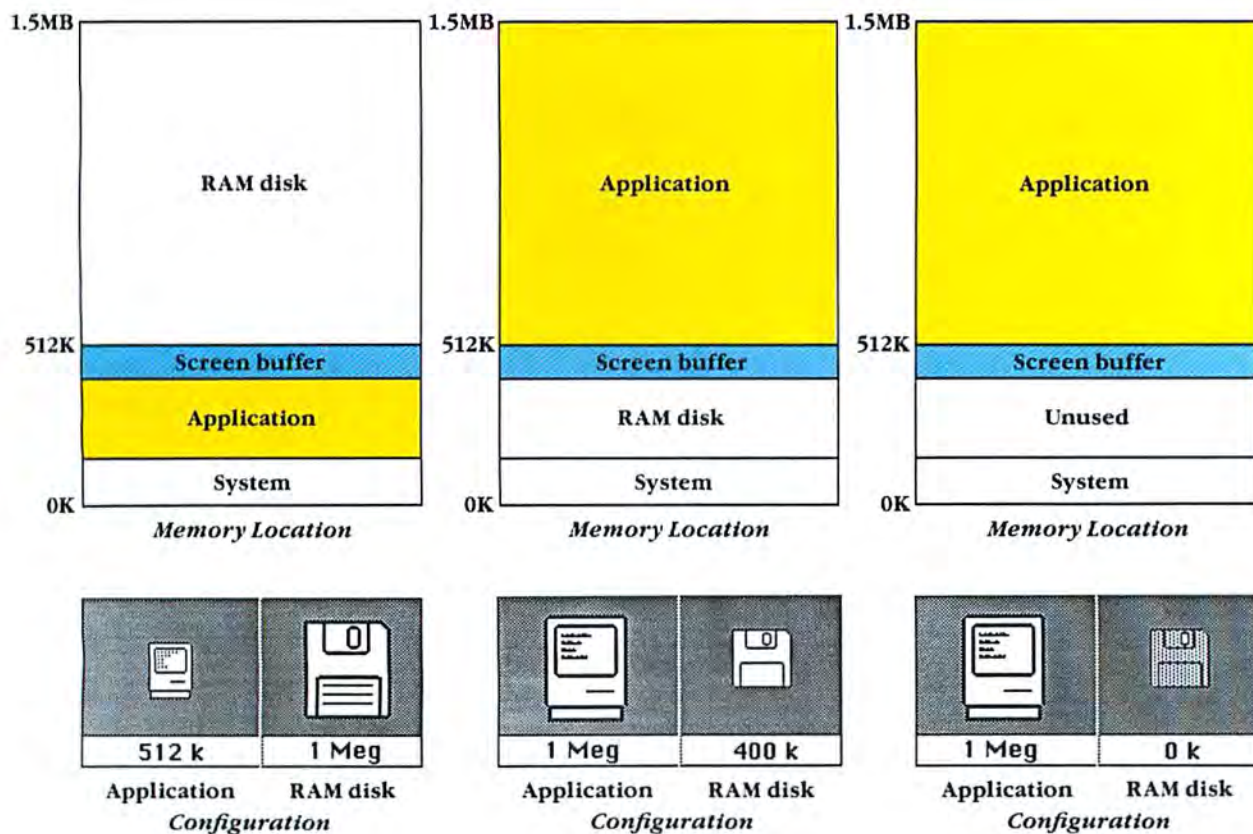 1.5MB
RAM disk
512K
Screen buffer
Application
System
0K
Memory Location
1.5MB
Application
512K
Screen buffer
RAM disk
System
0K
Memory Location
1.5MB
Application
512K
Screen buffer
Unused
System
0K
Memory Location
512 k 1 Meg
Application RAM disk
Configuration
1 Meg 400 k
Application RAM disk
Configuration
1 Meg 0 k
Application RAM disk
Configuration